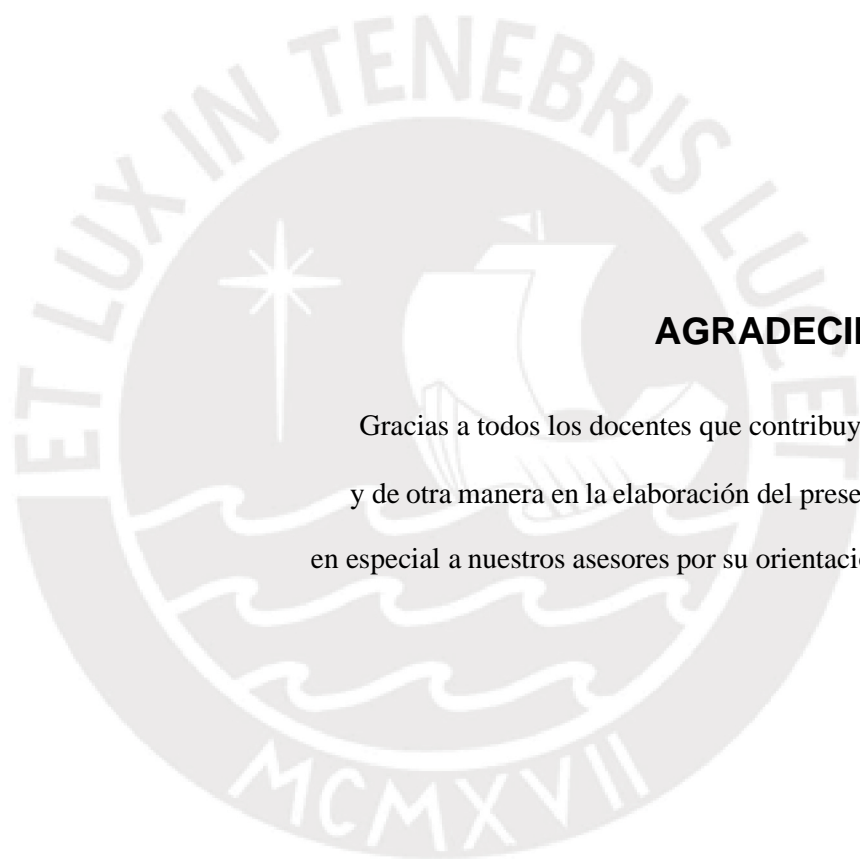 ET LUX IN TENEBRIS LUCET
AGRADECI
Gracias a todos los docentes que contribuy
y de otra manera en la elaboración del prese
en especial a nuestros asesores por su orientaci
MCMXVII